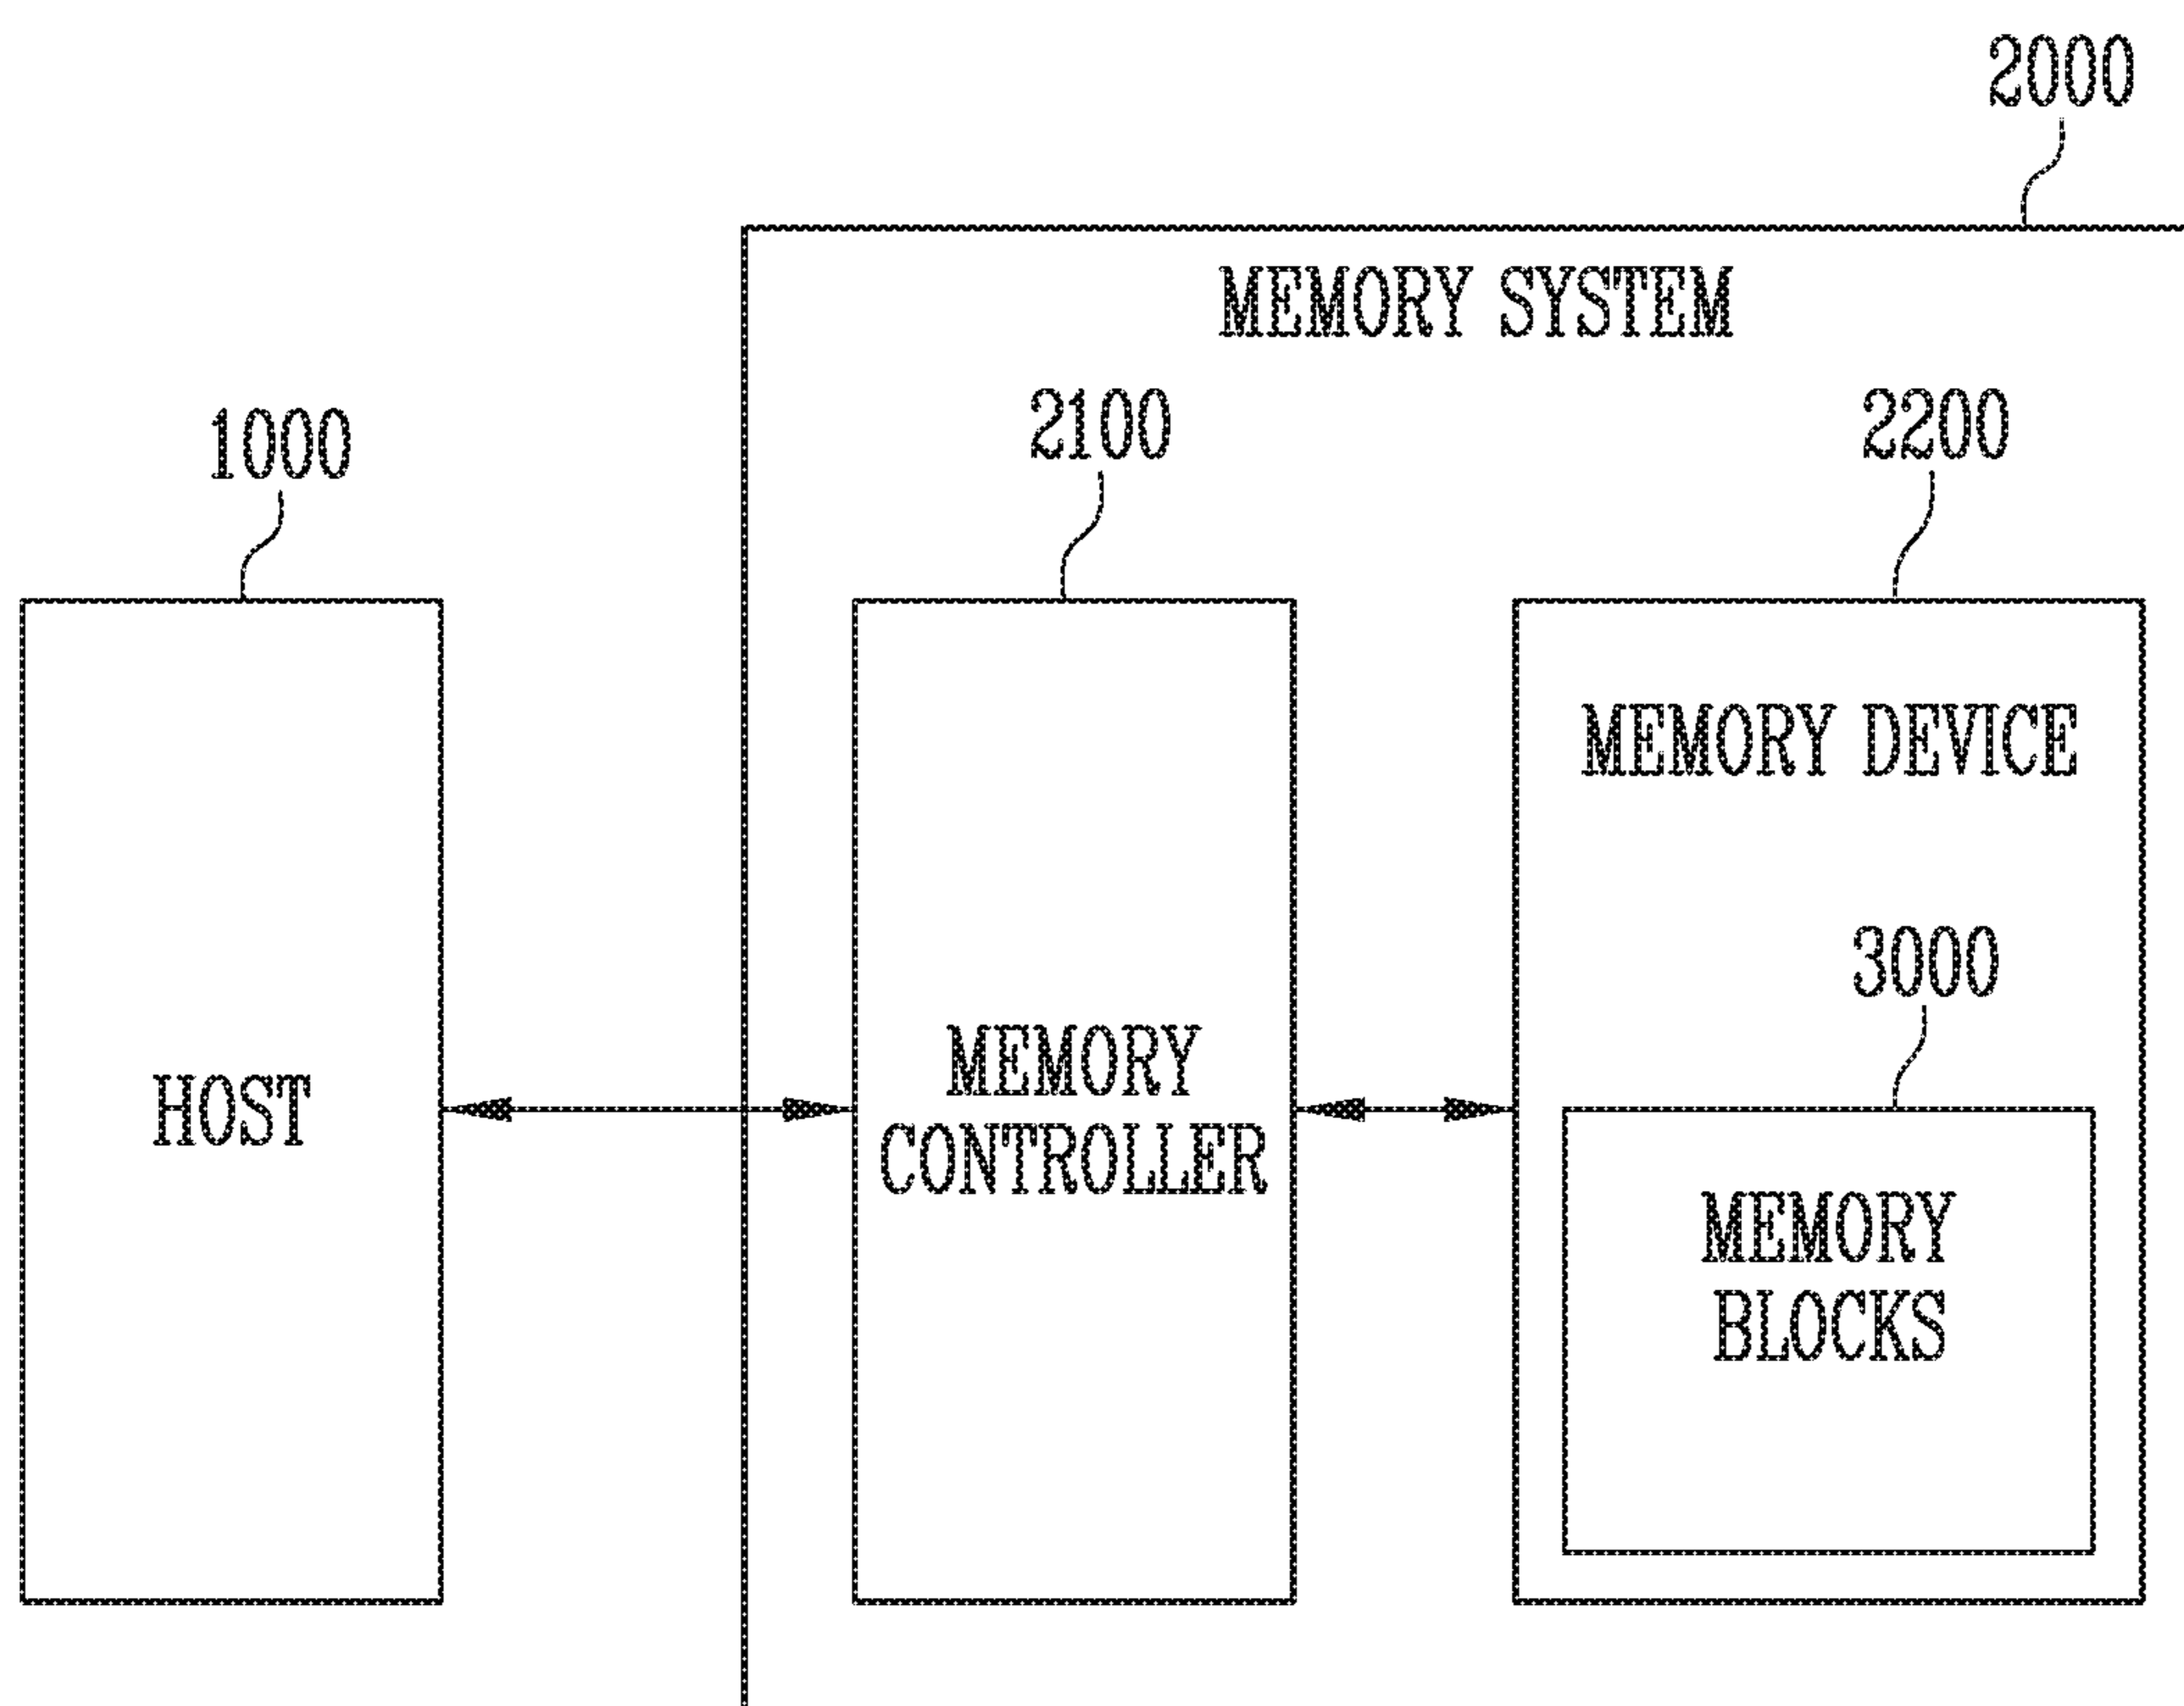 2000
MEMORY SYSTEM
1000
2100
2200
MEMORY DEVICE
3000
HOST
MEMORY
CONTROLLER
MEMORY
BLOCKS